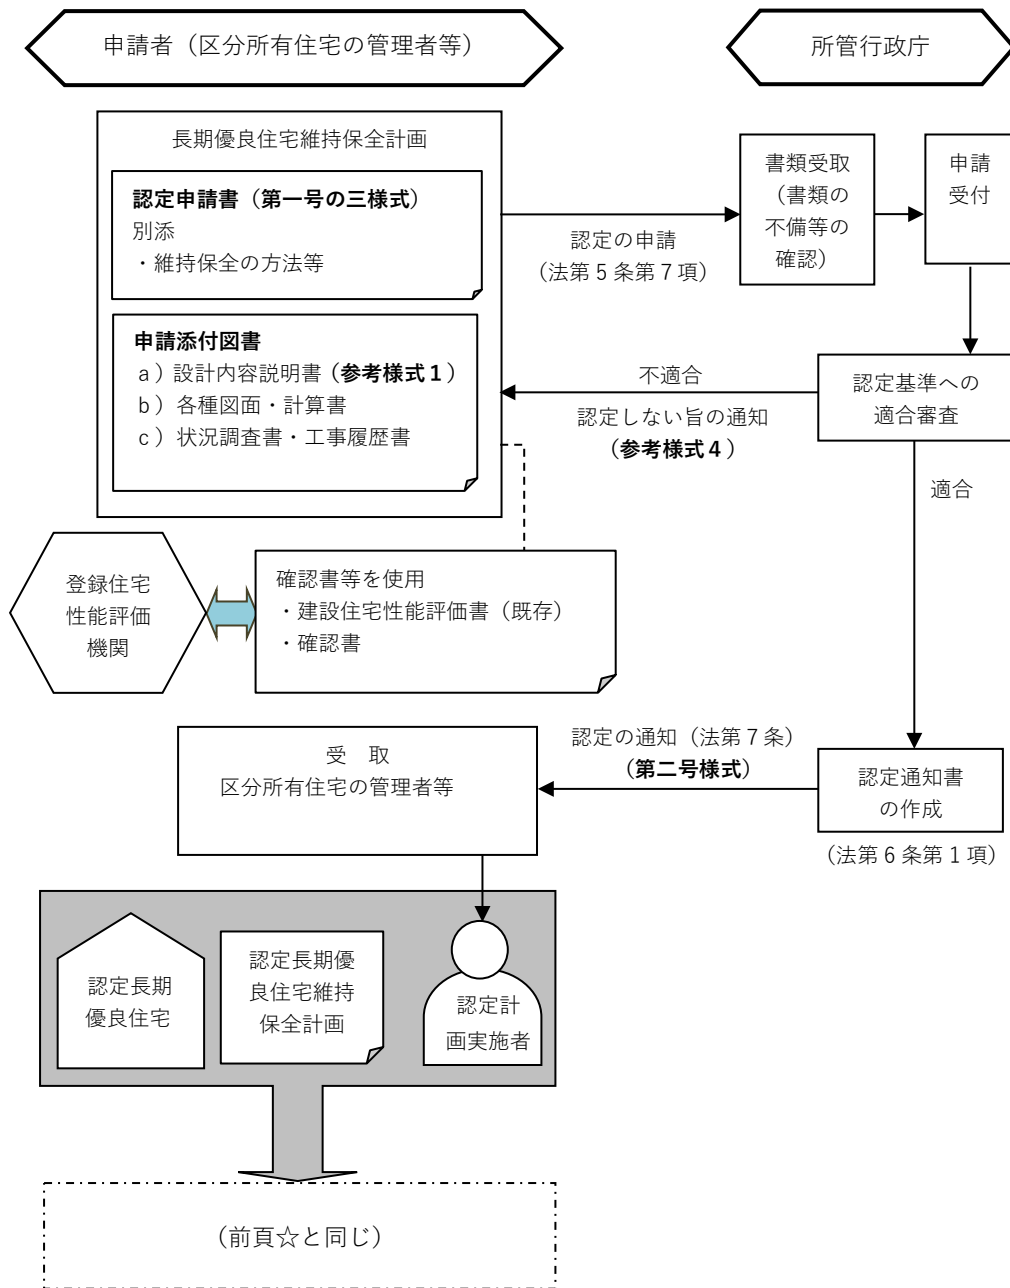 申請者（区分所有住宅の管理者等）
所管行政庁
長期優良住宅維持保全計画
認定申請書（第一号の三様式）
別添
・維持保全の方法等
申請添付図書
a）設計内容説明書（参考様式１）
b）各種図面・計算書
c）状況調査書・工事履歴書
認定の申請
（法第５条第７項）
書類受取
（書類の
不備等の
確認）
申請
受付
不適合
認定しない旨の通知
（参考様式４）
認定基準への
適合審査
適合
登録住宅
性能評価
機関
確認書等を使用
・建設住宅性能評価書（既存）
・確認書
認定の通知（法第７条）
（第二号様式）
受　取
区分所有住宅の管理者等
認定通知書
の作成
（法第６条第１項）
認定長期
優良住宅
認定長期優
良住宅維持
保全計画
認定計
画実施者
（前頁☆と同じ）